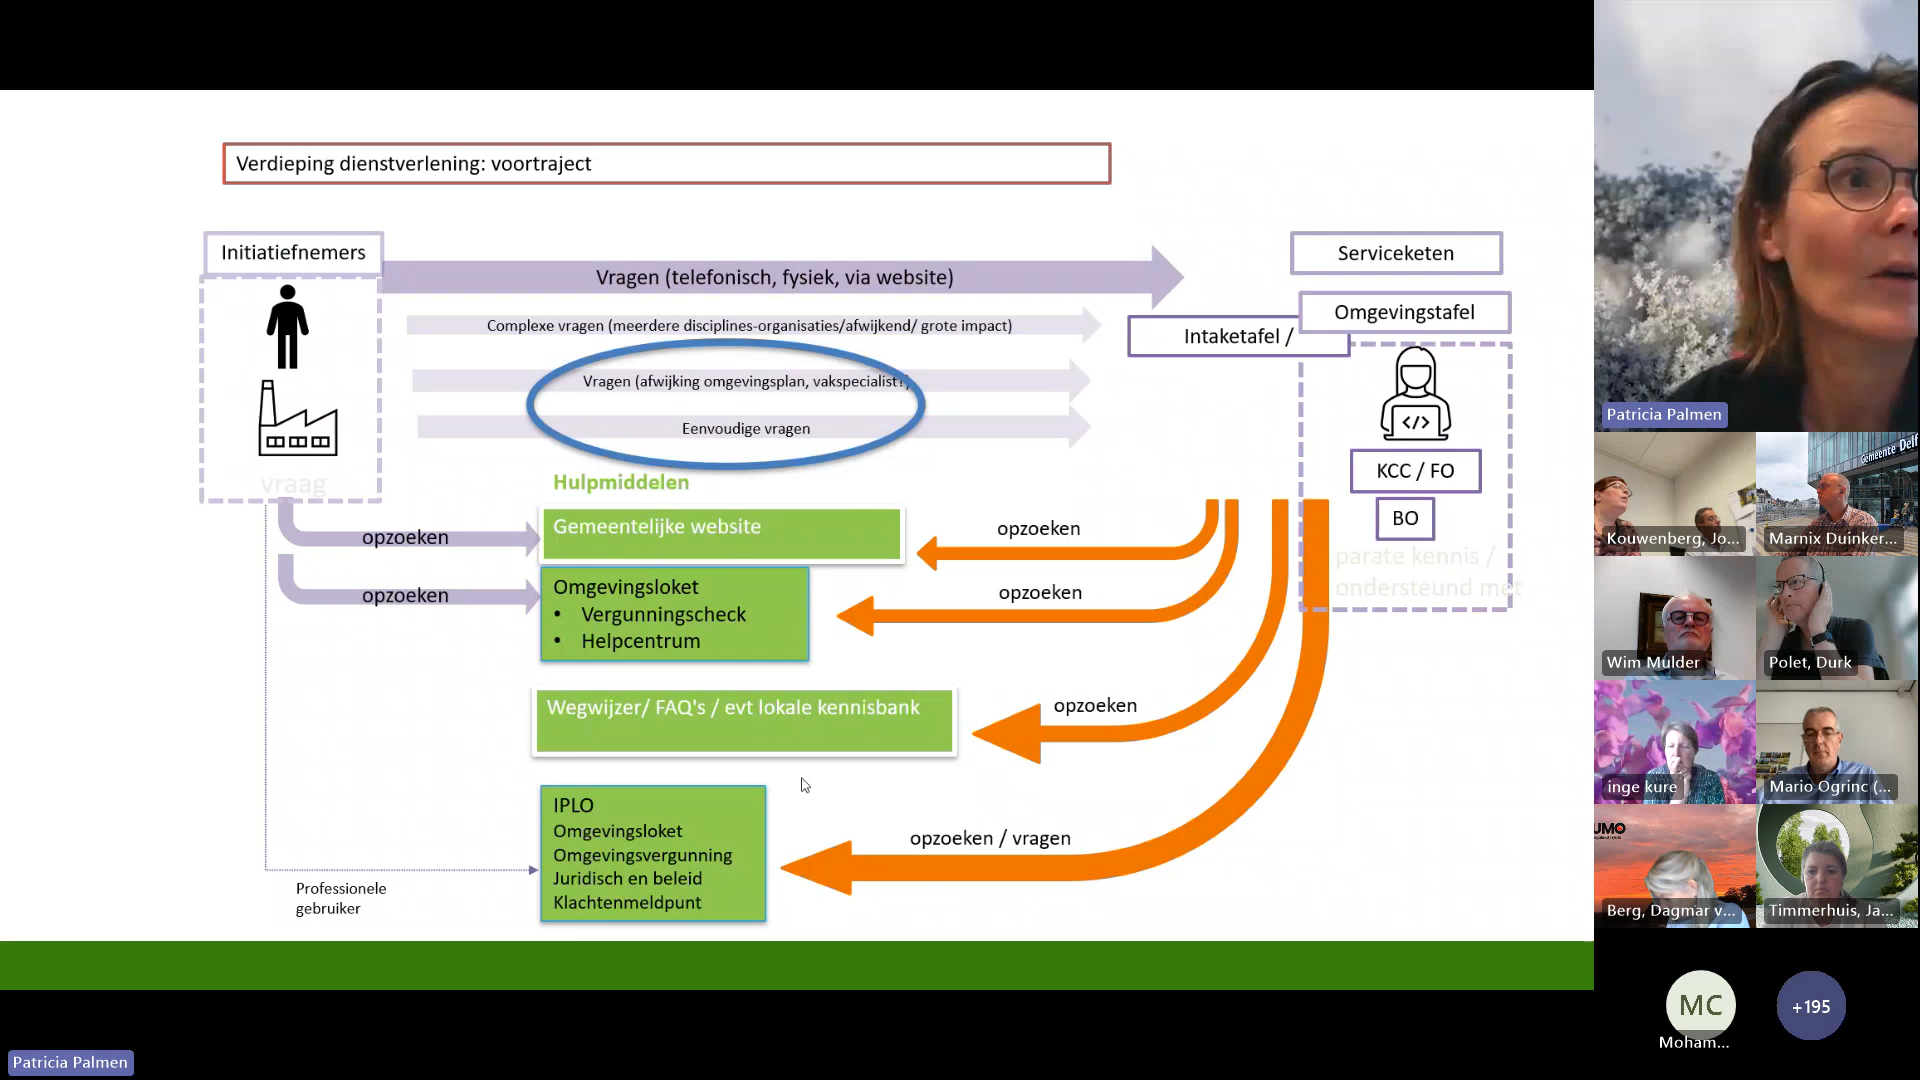 Verdieping dienstverlening: voortraject
Initiatiefnemers
Vragen (telefonisch, fysiek, via website)
Serviceketen
Complexe vragen (meerdere disciplines-organisaties/afwijkend/ grote impact)
Omgevingstafel
Intaketafel /
Vragen (afwijking omgevingsplan, vakspecialist?)
Eenvoudige vragen
KCC / FO
BO
vraag
Hulpmiddelen
opzoeken
Gemeentelijke website
opzoeken
parate kennis /
ondersteund met
opzoeken
Omgevingsloket
• Vergunningscheck
• Helpcentrum
opzoeken
Wegwijzer/ FAQ's / evt lokale kennisbank
opzoeken
IPLO
Omgevingsloket
Omgevingsvergunning
Juridisch en beleid
Klachtenmeldpunt
opzoeken / vragen
Professionele
gebruiker
Patricia Palmen
Patricia Palmen
Gemeente Delf
Kouwenberg, Jo...
Marnix Duinker...
Wim Mulder
Polet, Durk
inge kure
Mario Ogrinc (...
UMO
Berg, Dagmar v...
Timmerhuis, Ja...
MC
Moham...
+195